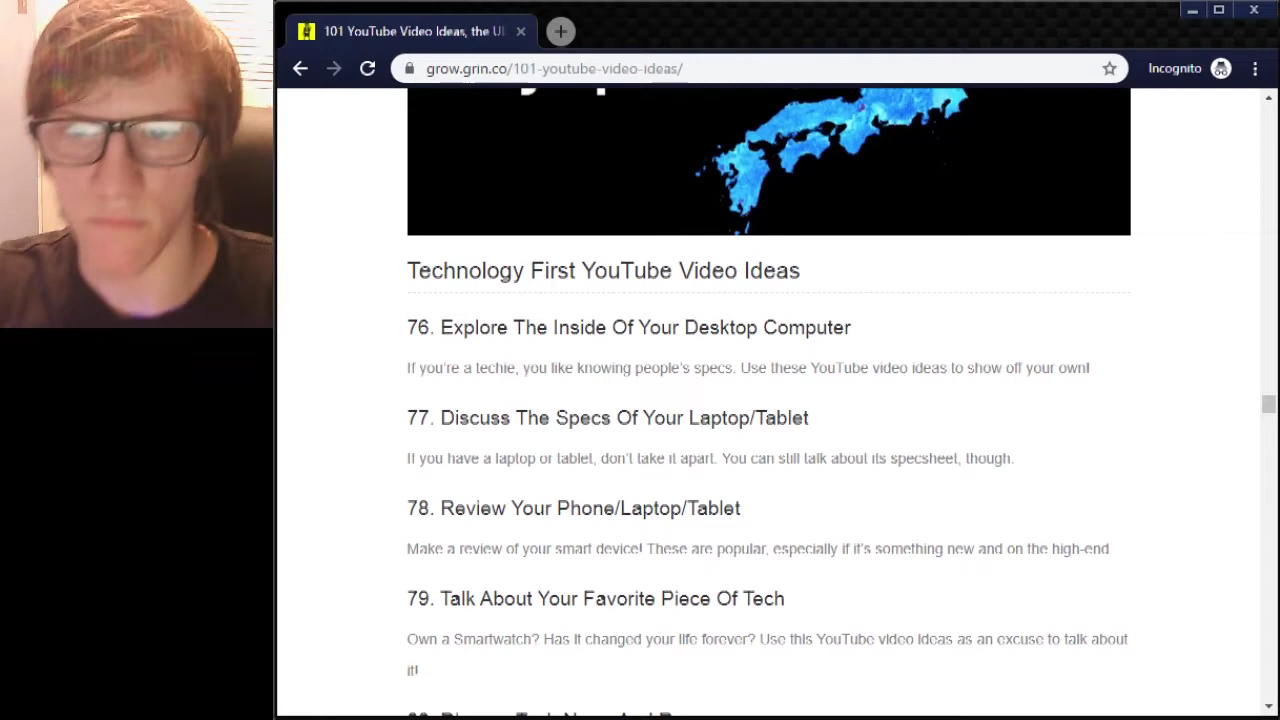 101 YouTube Video Ideas, the Ul
grow.grin.co/101-youtube-video-ideas/
Incognito
Technology First YouTube Video Ideas
76. Explore The Inside Of Your Desktop Computer
If you're a techie, you like knowing people's specs. Use these YouTube video ideas to show off your own!
77. Discuss The Specs Of Your Laptop/Tablet
If you have a laptop or tablet, don't take it apart. You can still talk about its specsheet, though.
78. Review Your Phone/Laptop/Tablet
Make a review of your smart device! These are popular, especially if it's something new and on the high-end
79. Talk About Your Favorite Piece Of Tech
Own a Smartwatch? Has it changed your life forever? Use this YouTube video ideas as an excuse to talk about
it!